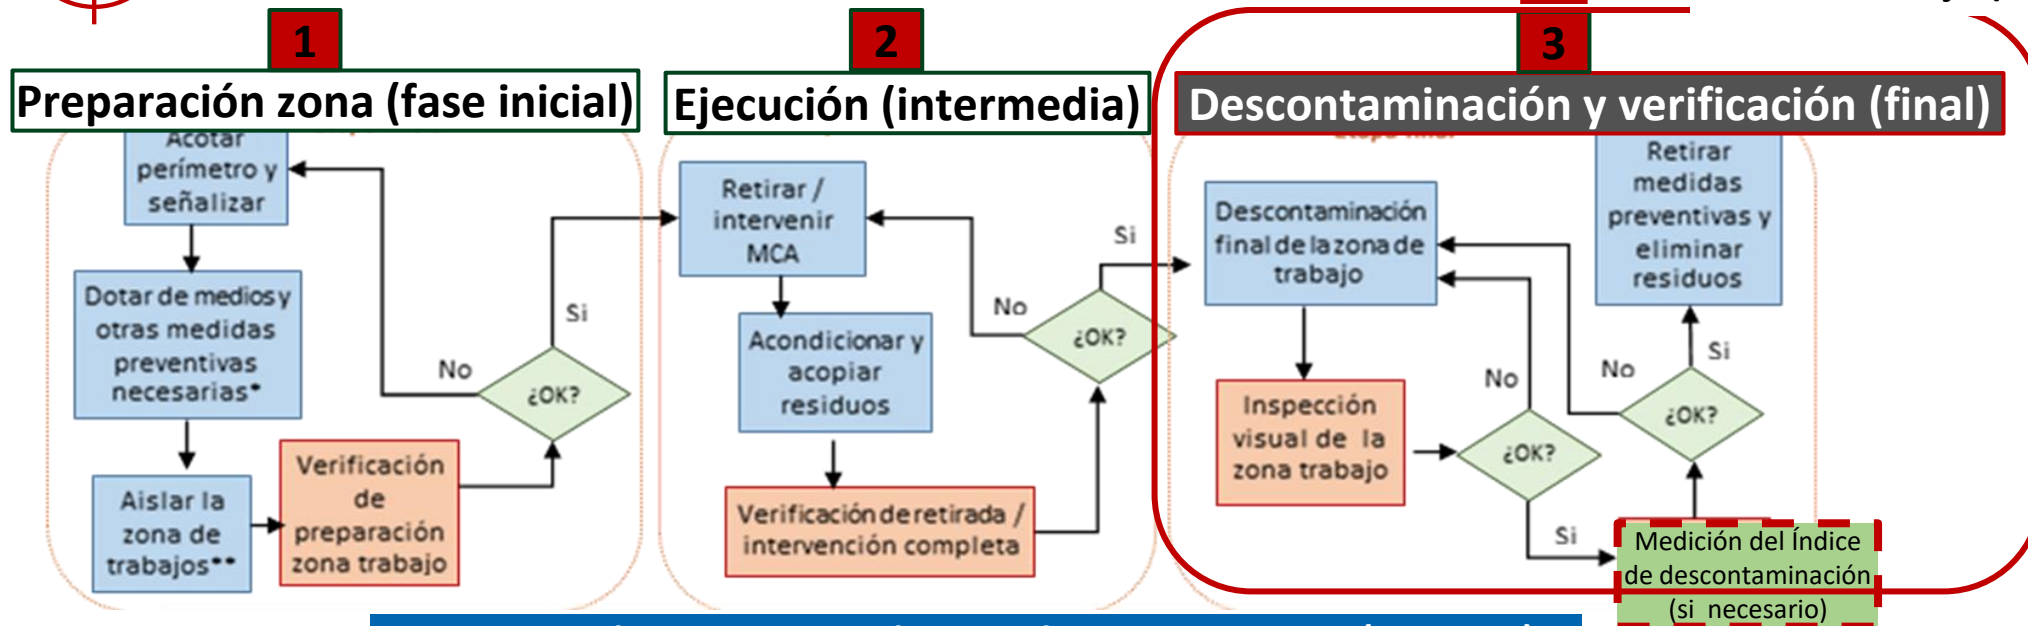 1
Preparación zona (fase inicial)
Acotar
perímetro y
señalizar
Dotar de medios y
otras medidas
preventivas
necesarias*
Aislar la
zona de
trabajos**
Verificación
de
preparación
zona trabajo
No
¿OK?
Si
2
Ejecución (intermedia)
Retirar /
intervenir
MCA
Acondicionar y
acopiar
residuos
Verificación de retirada /
intervención completa
No
¿OK?
Si
3
Descontaminación y verificación (final)
Descontaminación
final de la zona de
trabajo
Inspección
visual de la
zona trabajo
No
¿OK?
Si
Medición del Índice
de descontaminación
(si necesario)
No
¿OK?
Si
Retirar
medidas
preventivas y
eliminar
residuos